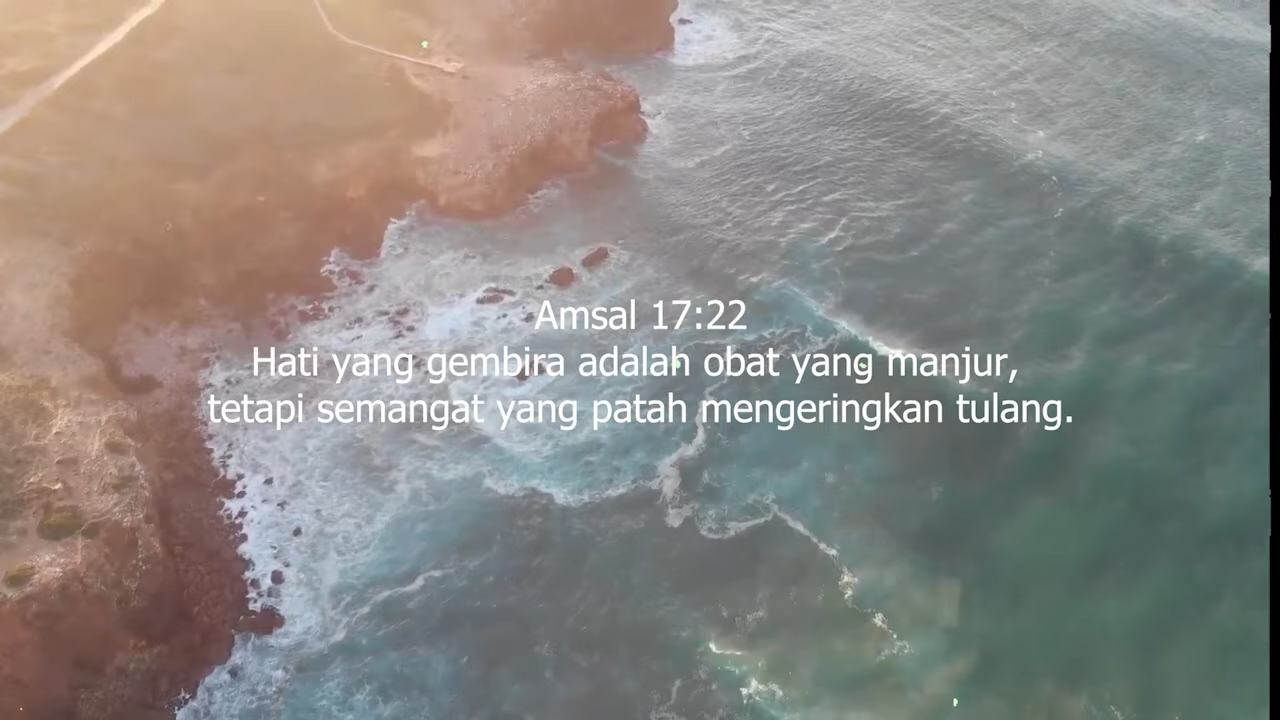 Amsal 17:22
Hati yang gembira adalah obat yang manjur,
tetapi semangat yang patah mengeringkan tulang.